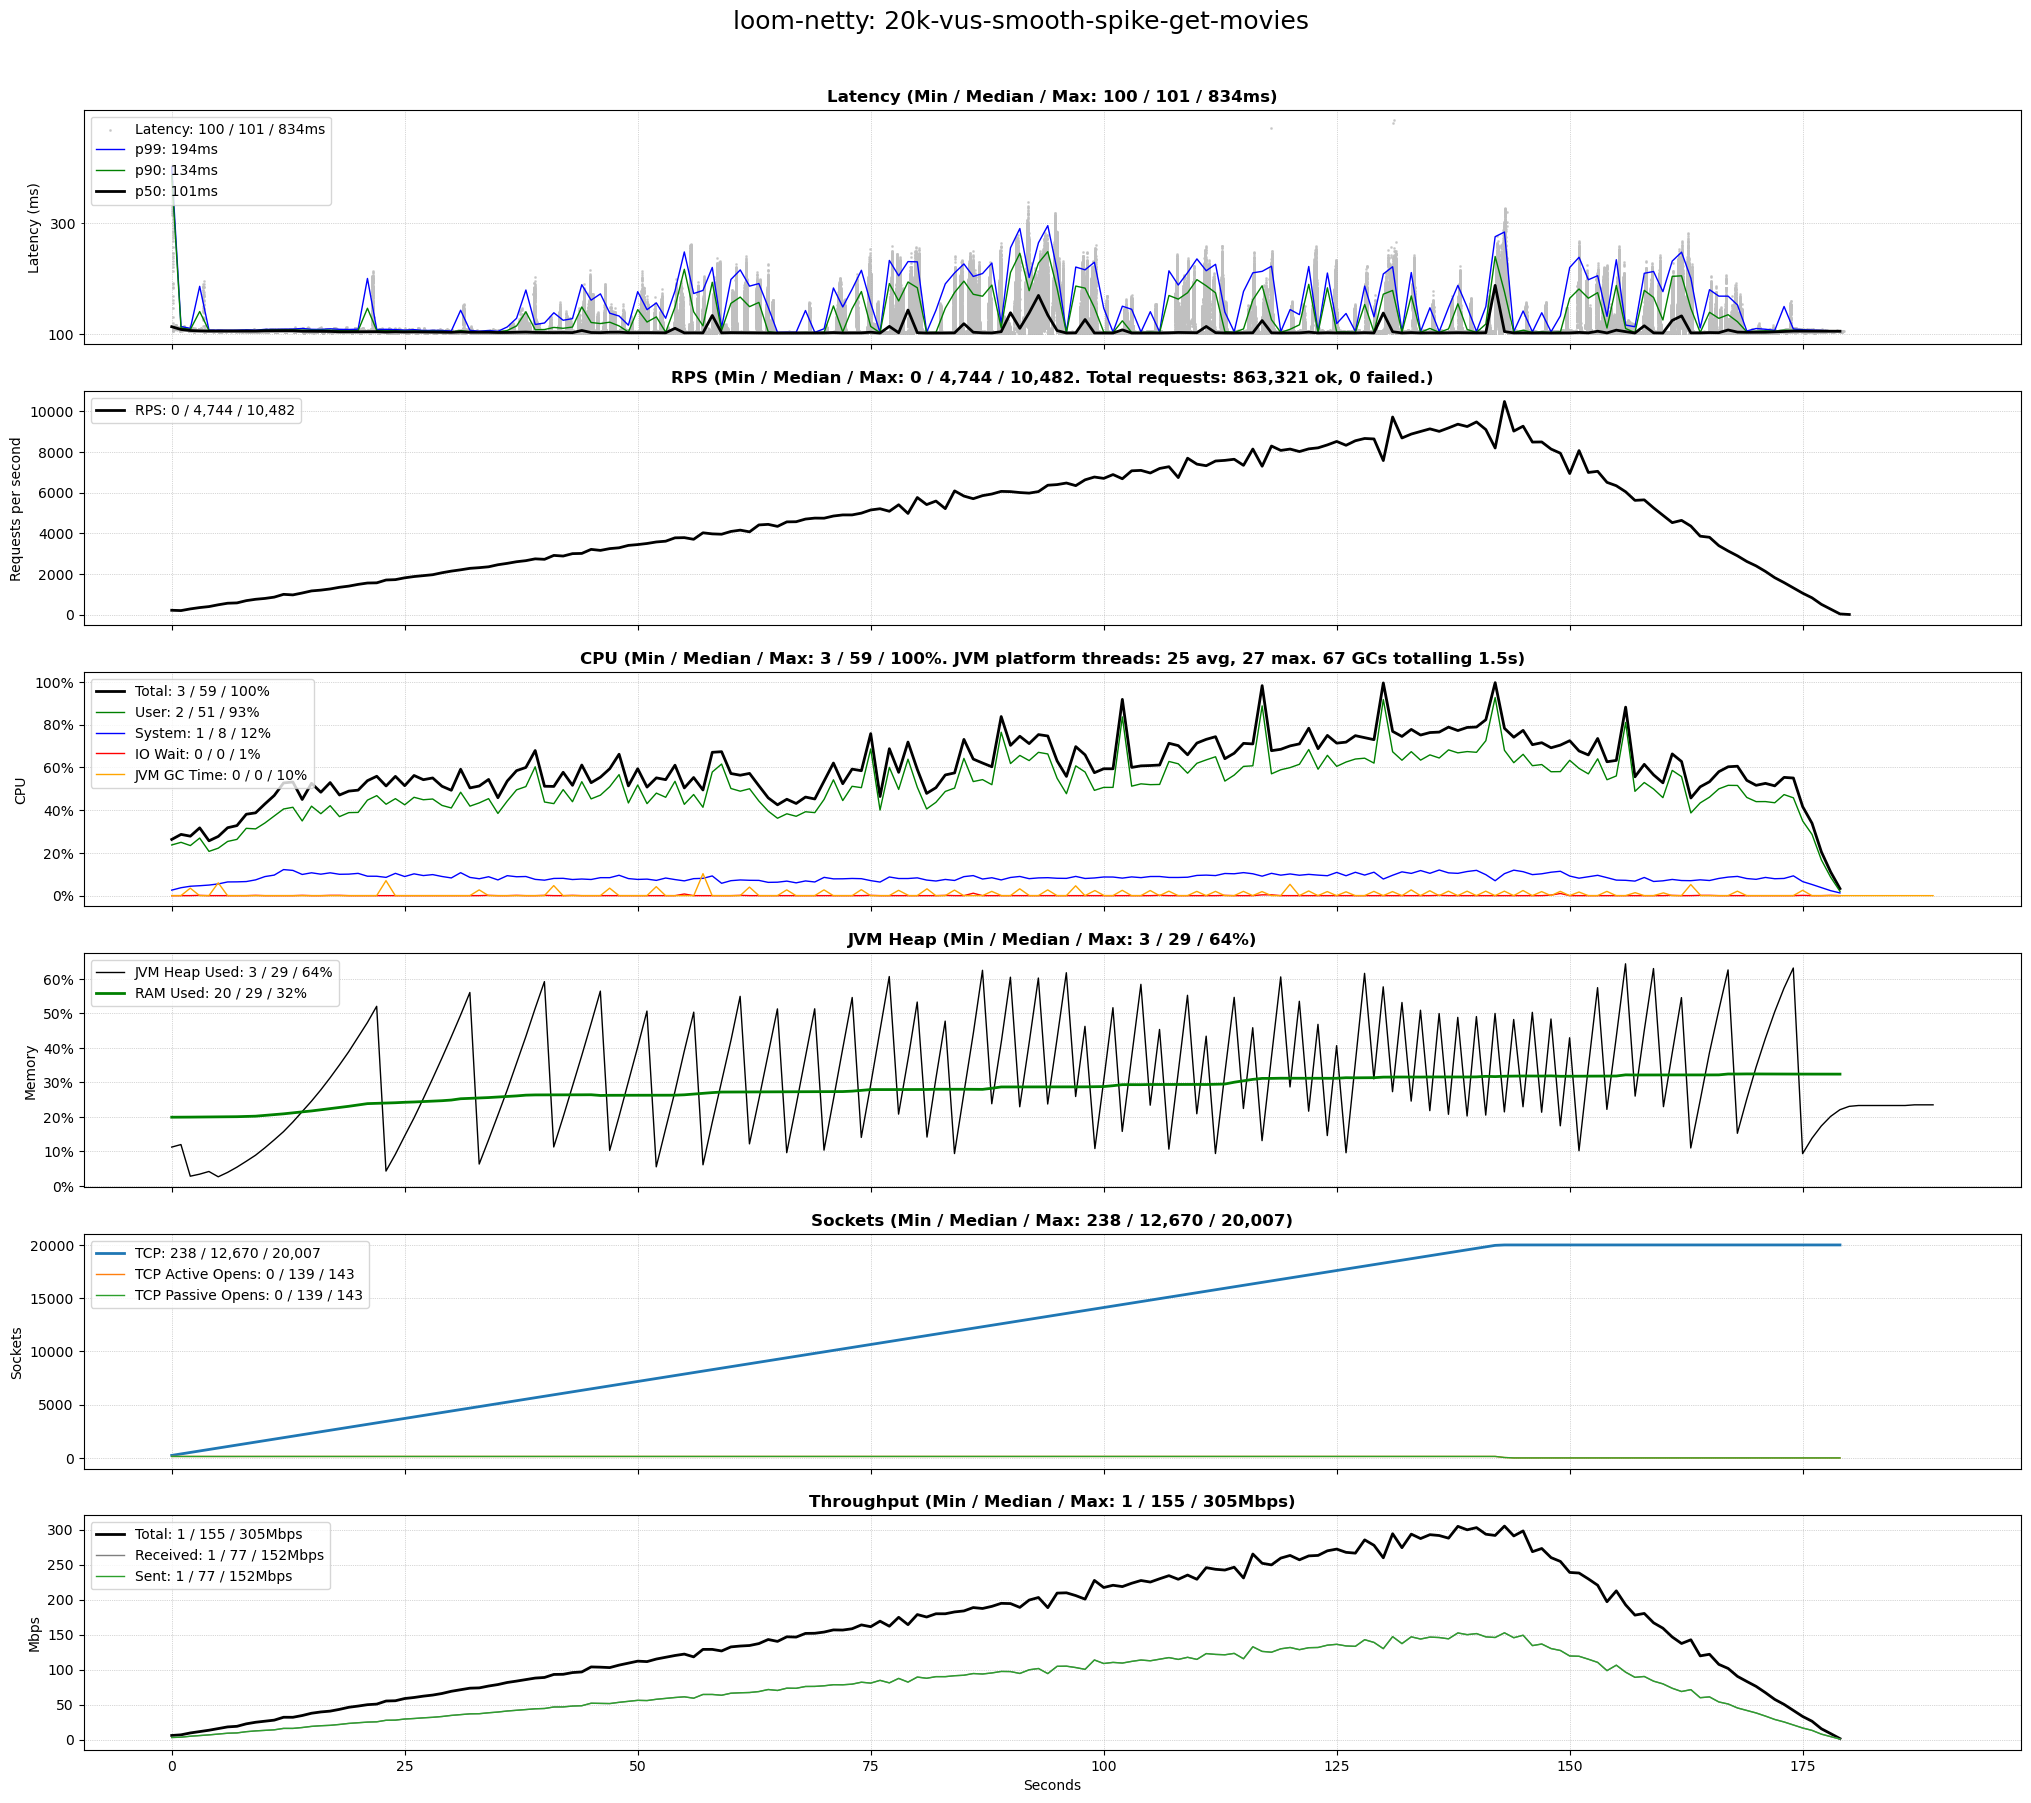 loom-netty: 20k-vus-smooth-spike-get-movies
Latency (Min / Median / Max: 100 / 101 / 834ms)
Latency: 100 / 101 / 834ms
p99: 194ms
p90: 134ms
p50: 101ms
Latency (ms)
300
100
RPS (Min / Median / Max: 0 / 4,744 / 10,482. Total requests: 863,321 ok, 0 failed.)
RPS: 0 / 4,744 / 10,482
Requests per second
10000
8000
6000
4000
2000
0
CPU (Min / Median / Max: 3 / 59 / 100%. JVM platform threads: 25 avg, 27 max. 67 GCs totalling 1.5s)
Total: 3 / 59 / 100%
User: 2 / 51 / 93%
System: 1 / 8 / 12%
IO Wait: 0 / 0 / 1%
JVM GC Time: 0 / 0 / 10%
CPU
100%
80%
60%
40%
20%
0%
JVM Heap (Min / Median / Max: 3 / 29 / 64%)
JVM Heap Used: 3 / 29 / 64%
RAM Used: 20 / 29 / 32%
Memory
60%
50%
40%
30%
20%
10%
0%
Sockets (Min / Median / Max: 238 / 12,670 / 20,007)
TCP: 238 / 12,670 / 20,007
TCP Active Opens: 0 / 139 / 143
TCP Passive Opens: 0 / 139 / 143
Sockets
20000
15000
10000
5000
0
Throughput (Min / Median / Max: 1 / 155 / 305Mbps)
Total: 1 / 155 / 305Mbps
Received: 1 / 77 / 152Mbps
Sent: 1 / 77 / 152Mbps
Mbps
300
250
200
150
100
50
0
0 25 50 75 100 125 150 175
Seconds